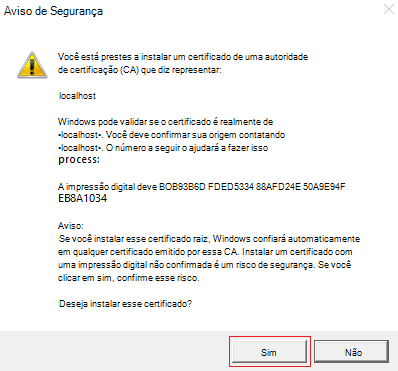 Aviso de Segurança
Você está prestes a instalar um certificado de uma autoridade
de certificação (CA) que diz representar:
localhost
Windows pode validar se o certificado é realmente de
•localhost•. Você deve confirmar sua origem contatando
•localhost•. O número a seguir o ajudará a fazer isso
process:
A impressão digital deve BOB93B6D FDED5334 88AFD24E 50A9E94F
EB8A1034
Aviso:
Se você instalar esse certificado raiz, Windows confiará automaticamente
em qualquer certificado emitido por essa CA. Instalar um certificado com
uma impressão digital não confirmada é um risco de segurança. Se você
clicar em sim, confirme esse risco.
Deseja instalar esse certificado?
Sim
Não